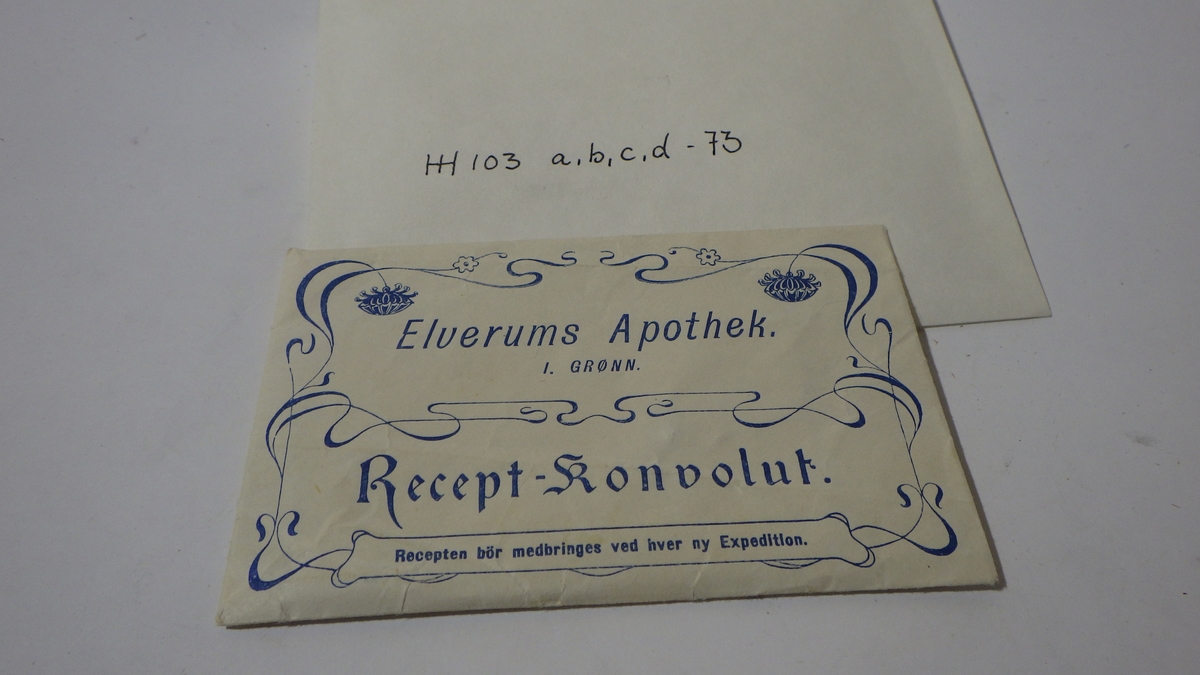 HH 103 a,b,c,d - 73
Elverums Apothek.
I. GRØNN.
Recept-Konvolut.
Recepten bör medbringes ved hver ny Expedition.